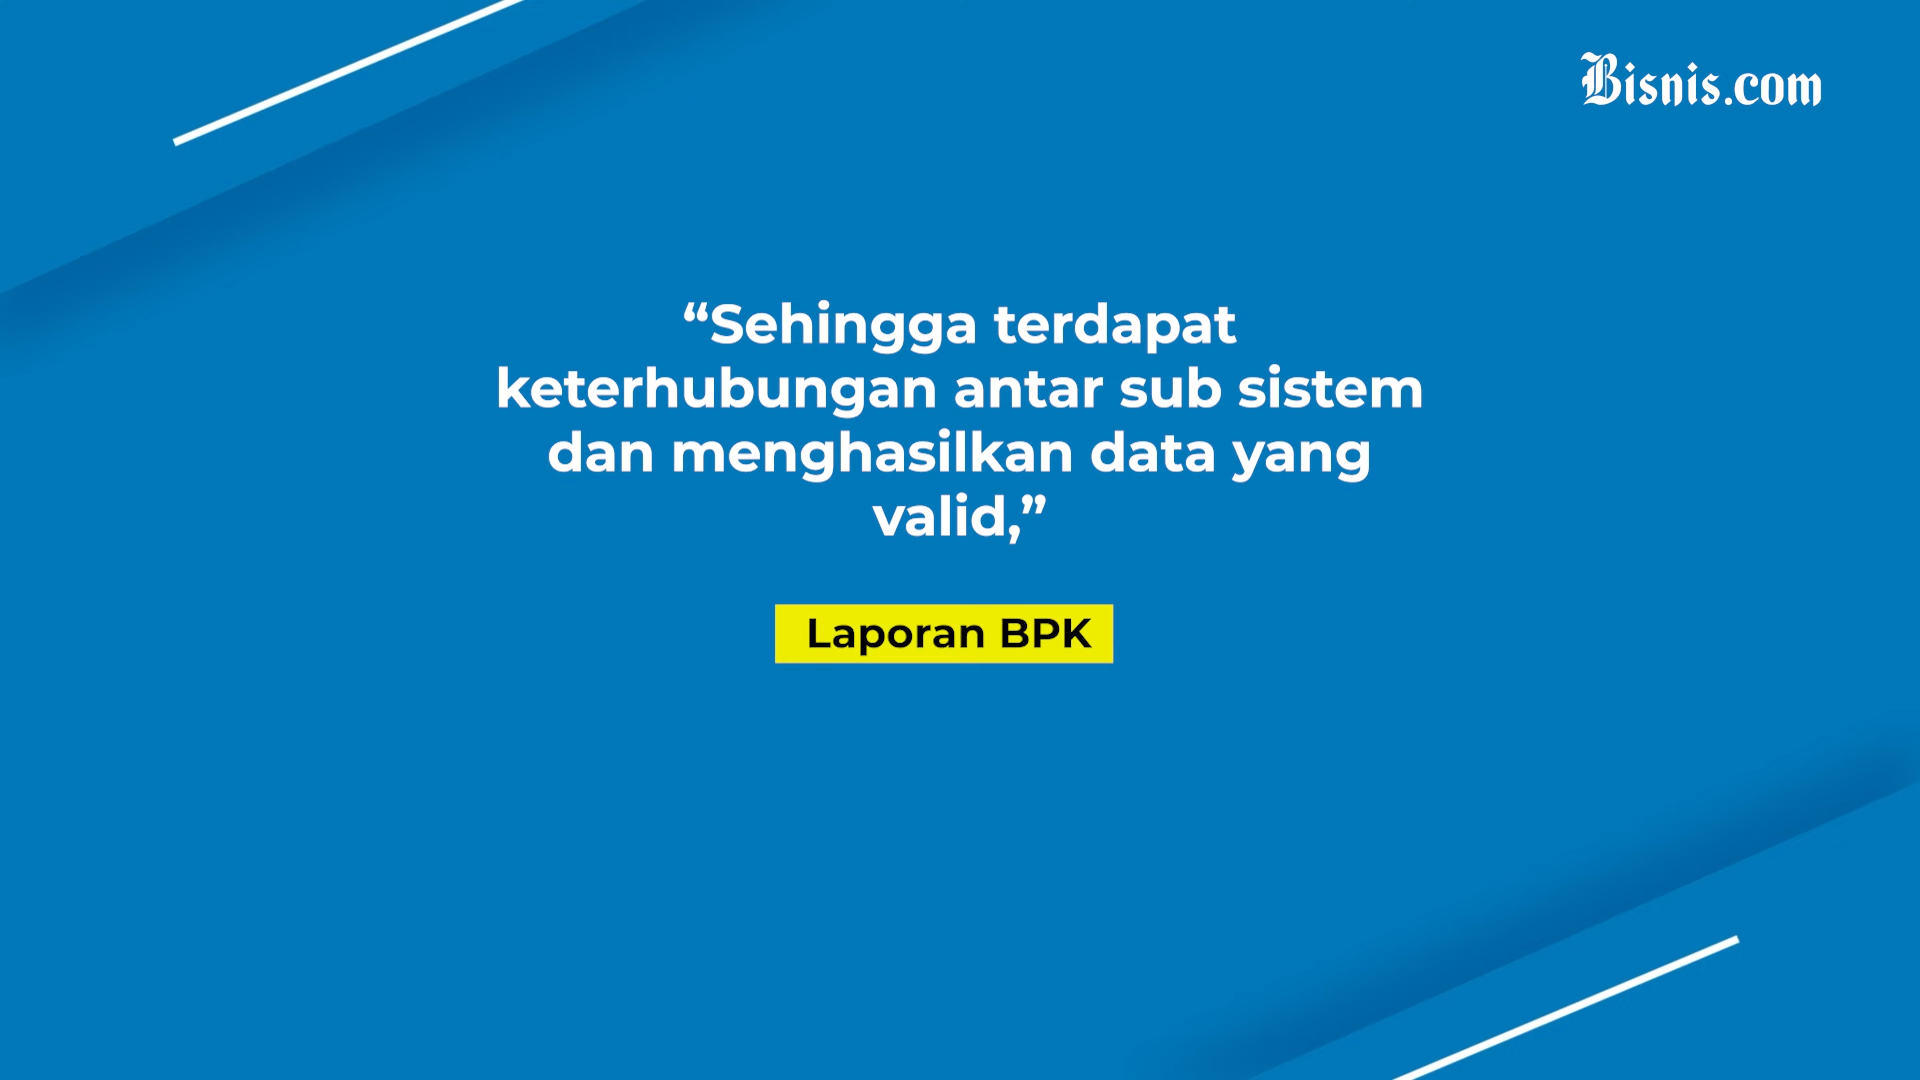 Bisnis.com
“Sehingga terdapat
keterhubungan antar sub sistem
dan menghasilkan data yang
valid,”
Laporan BPK